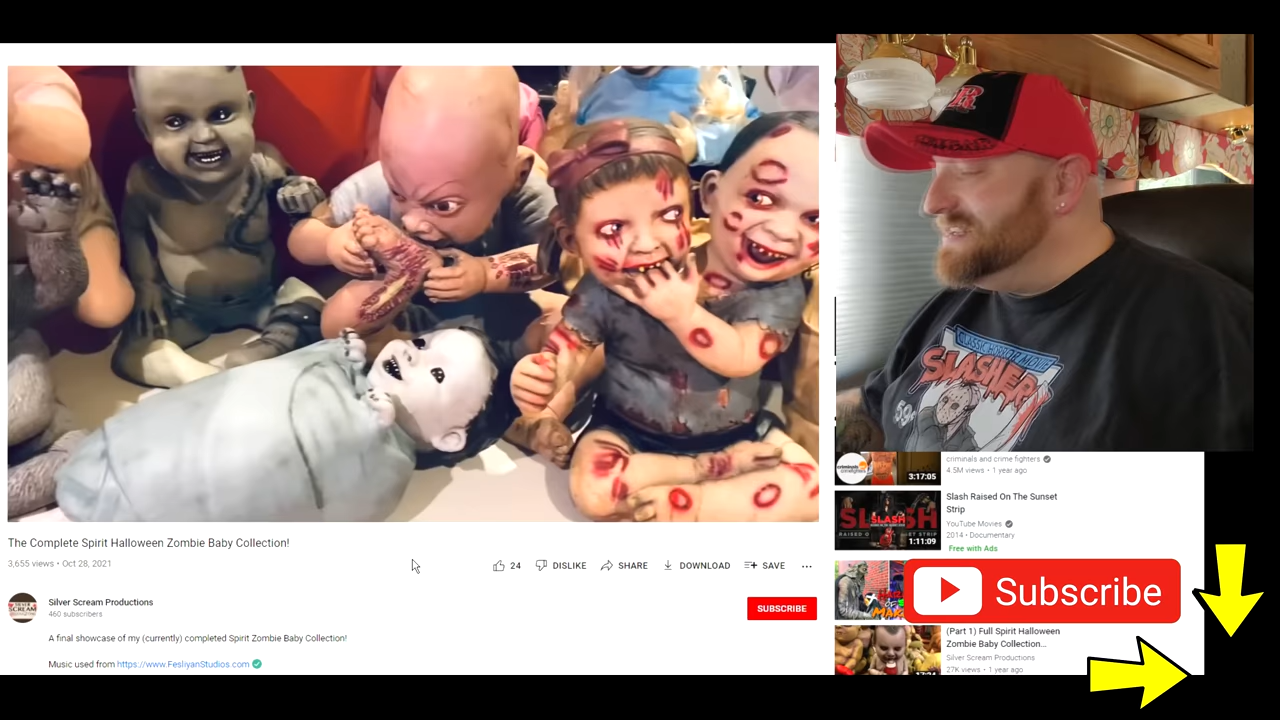 CLASSIC HORROR MOVIE
SLASHER
The Complete Spirit Halloween Zombie Baby Collection!
3,655 views • Oct 28, 2021
24
DISLIKE
SHARE
DOWNLOAD
SAVE
...
Silver Scream Productions
460 subscribers
SUBSCRIBE
A final showcase of my (currently) completed Spirit Zombie Baby Collection!
Music used from https://www.FesliyanStudios.com
criminals and crime fighters
4.5M views • 1 year ago
3:17:05
SLASH
Slash Raised On The Sunset
Strip
YouTube Movies
2014 • Documentary
Free with Ads
1:11:09
Subscribe
(Part 1) Full Spirit Halloween
Zombie Baby Collection...
Silver Scream Productions
27K views • 1 year ago